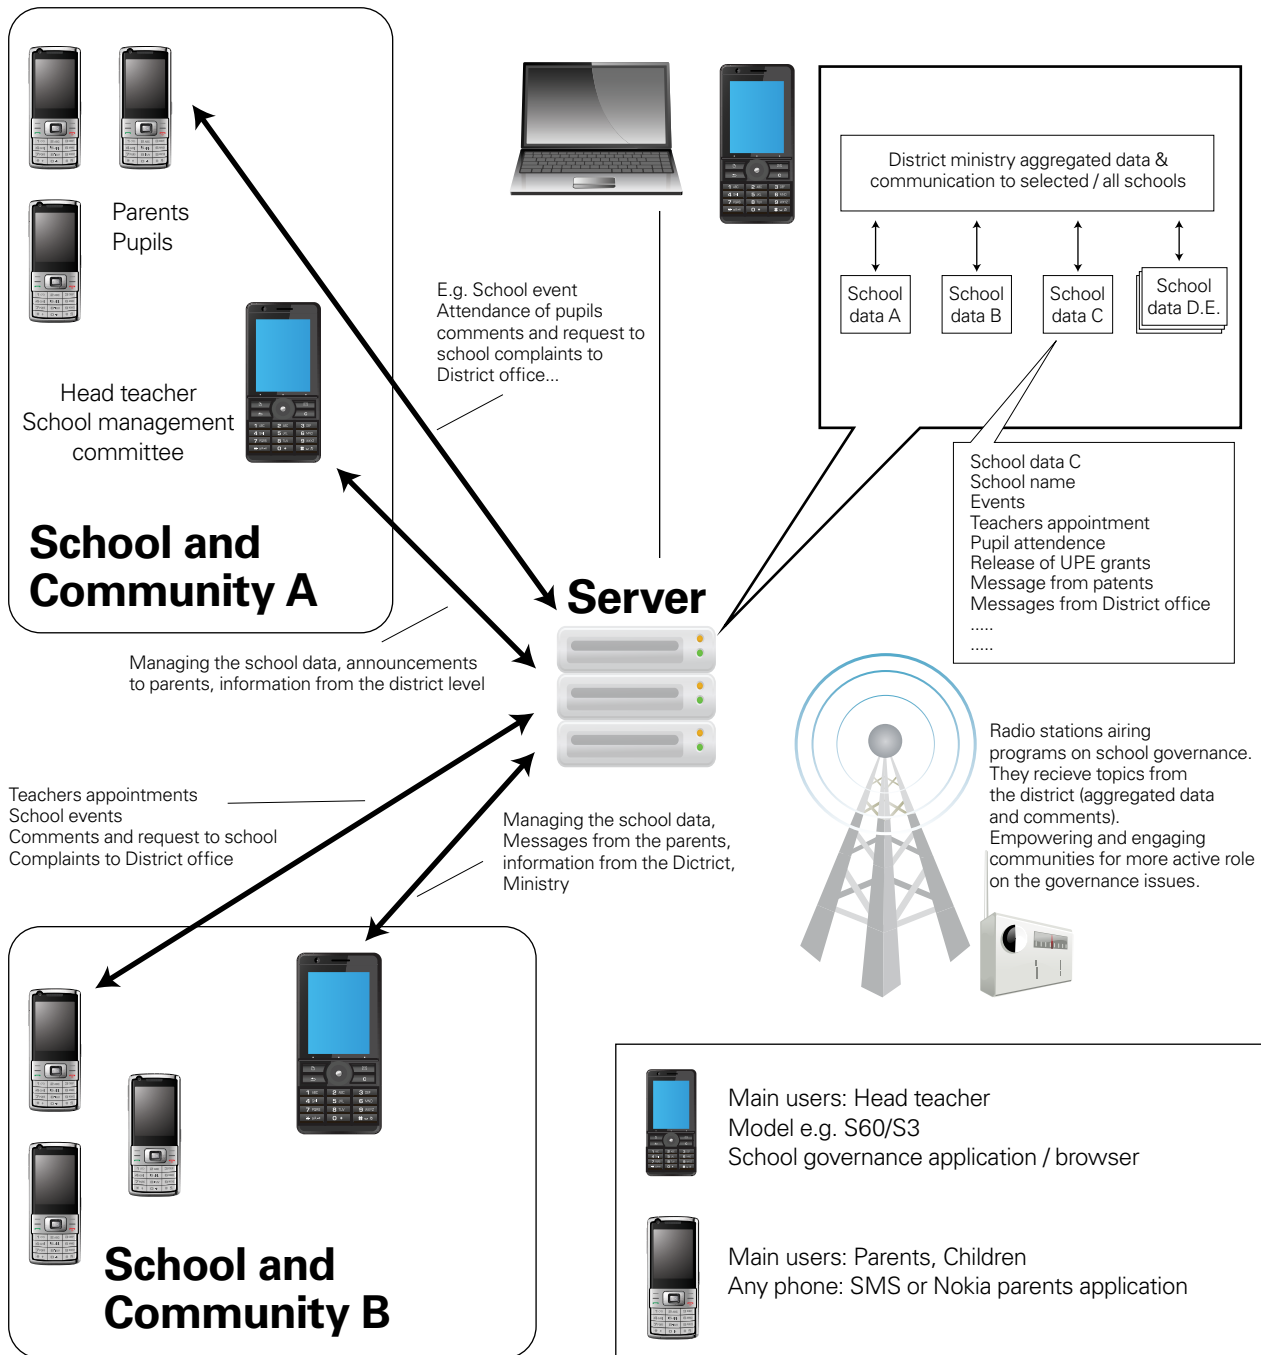 Parents
Pupils
Head teacher
School management
committee
School and
Community A
E.g. School event
Attendance of pupils
comments and request to
school complaints to
District office...
District ministry aggregated data &
communication to selected / all schools
School
data A
School
data B
School
data C
School
data D.E.
School data C
School name
Events
Teachers appointment
Pupil attendence
Release of UPE grants
Message from patents
Messages from District office
.....
.....
Server
Managing the school data, announcements
to parents, information from the district level
Radio stations airing
programs on school governance.
They recieve topics from
the district (aggregated data
and comments).
Empowering and engaging
communities for more active role
on the governance issues.
Teachers appointments
School events
Comments and request to school
Complaints to District office
Managing the school data,
Messages from the parents,
information from the Dictrict,
Ministry
School and
Community B
Main users: Head teacher
Model e.g. S60/S3
School governance application / browser
Main users: Parents, Children
Any phone: SMS or Nokia parents application